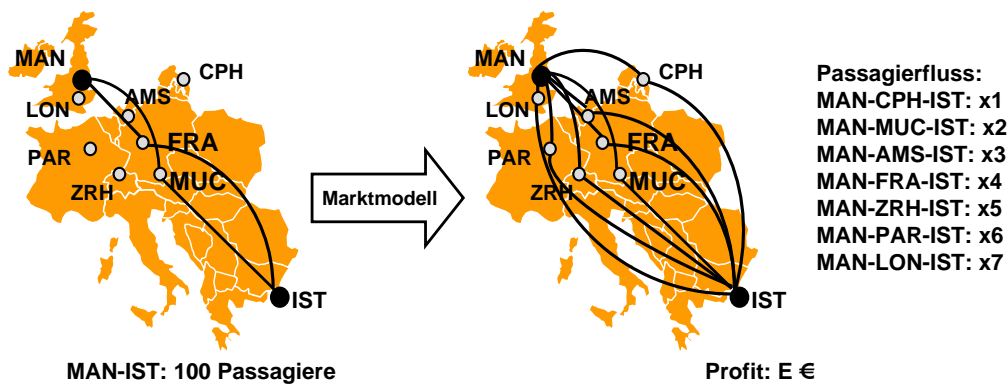 MAN
CPH
AMS
LON
FRA
PAR
MUC
ZRH
IST
MAN-IST: 100 Passagiere
Marktmodell
MAN
CPH
AMS
LON
FRA
PAR
MUC
ZRH
IST
Profit: E €
Passagierfluss:
MAN-CPH-IST: x1
MAN-MUC-IST: x2
MAN-AMS-IST: x3
MAN-FRA-IST: x4
MAN-ZRH-IST: x5
MAN-PAR-IST: x6
MAN-LON-IST: x7